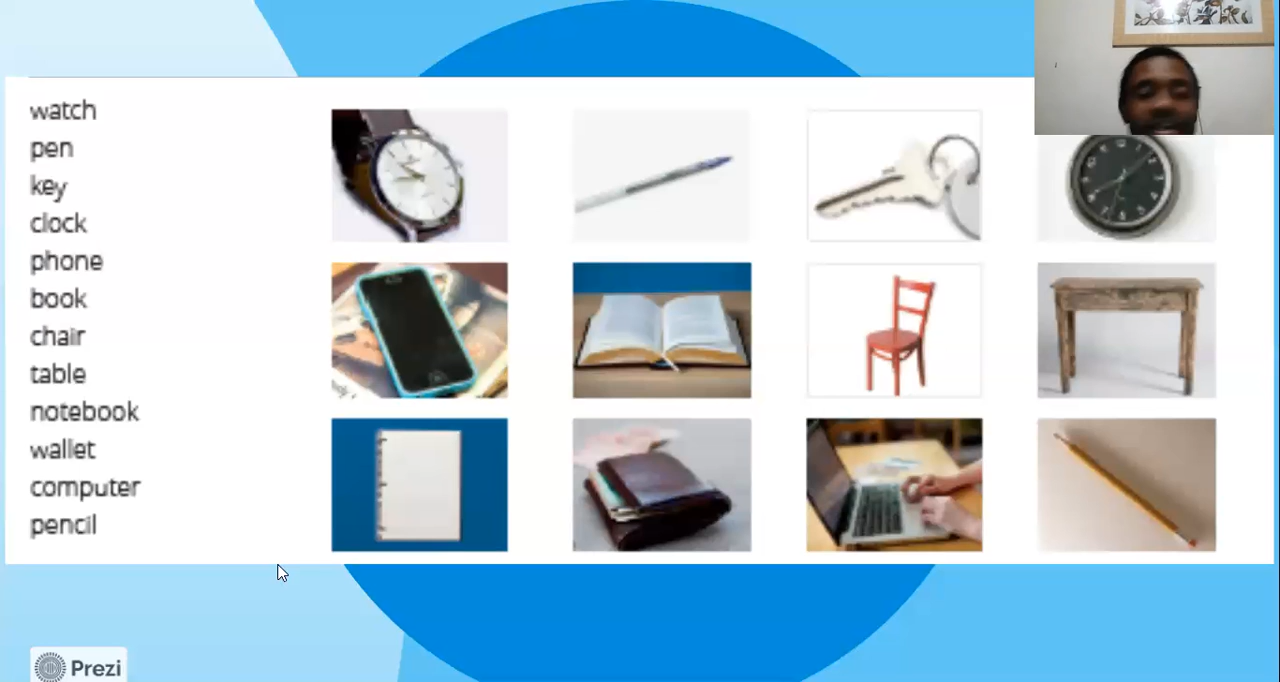 watch
pen
key
clock
phone
book
chair
table
notebook
wallet
computer
pencil
Prezi